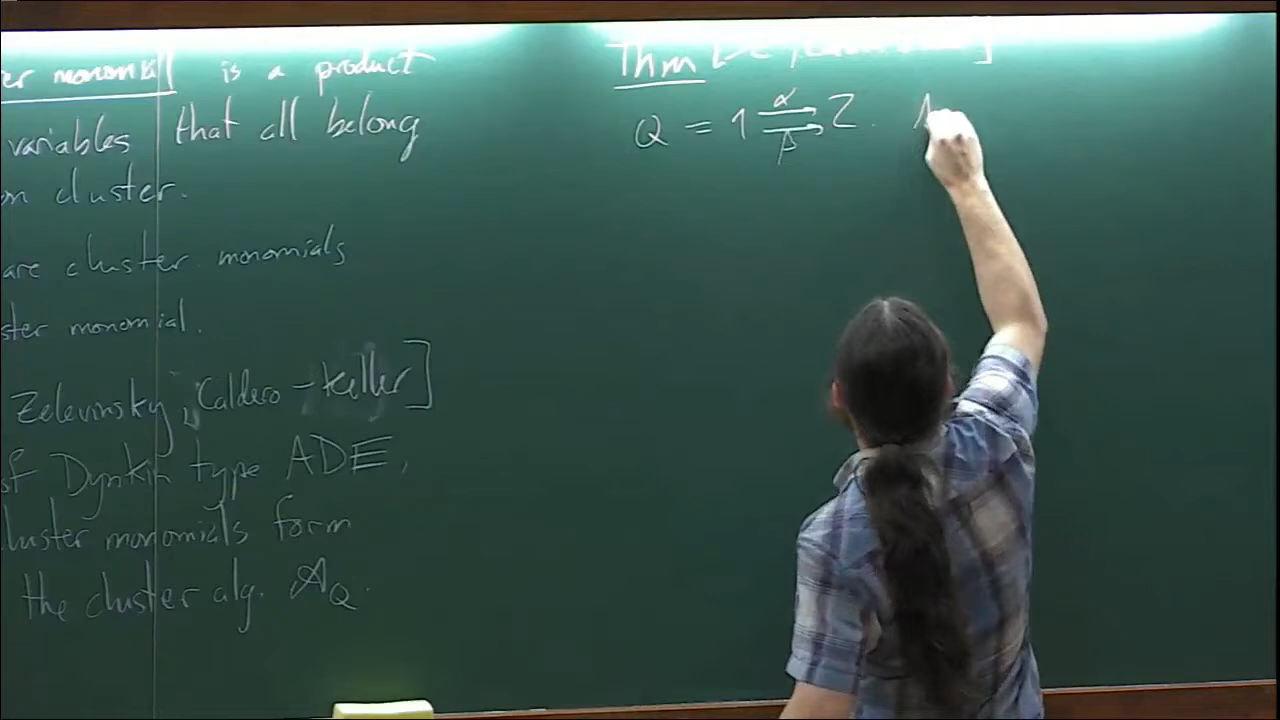 er monomial is a product
variables that all belong
on cluster.
are cluster monomials
ster monomial.
Zelevinsky, Caldero - Keller]
of Dynkin type ADE,
cluster monomials form
the cluster alg. 𝔸_Q.
Thm [
Q = 1 ⇉ 2.
α
β